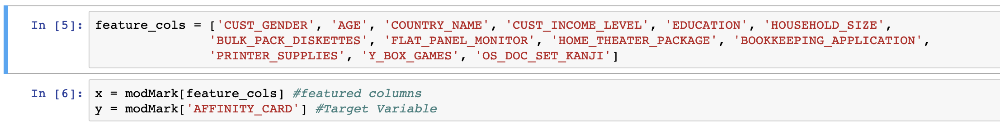 In [5]: feature_cols = ['CUST_GENDER', 'AGE', 'COUNTRY_NAME', 'CUST_INCOME_LEVEL', 'EDUCATION', 'HOUSEHOLD_SIZE',
'BULK_PACK_DISKETTES', 'FLAT_PANEL_MONITOR', 'HOME_THEATER_PACKAGE', 'BOOKKEEPING_APPLICATION',
'PRINTER_SUPPLIES', 'Y_BOX_GAMES', 'OS_DOC_SET_KANJI']
In [6]: x = modMark[feature_cols] #featured columns
y = modMark['AFFINITY_CARD'] #Target Variable